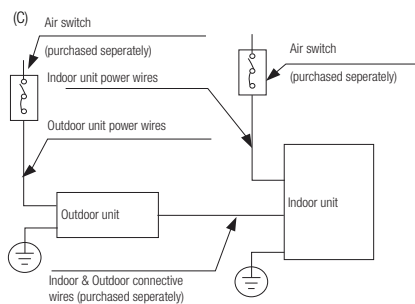 (C)
Air switch
(purchased seperately)
Indoor unit power wires
Outdoor unit power wires
Air switch
(purchased seperately)
Outdoor unit
Indoor unit
Indoor & Outdoor connective
wires (purchased seperately)